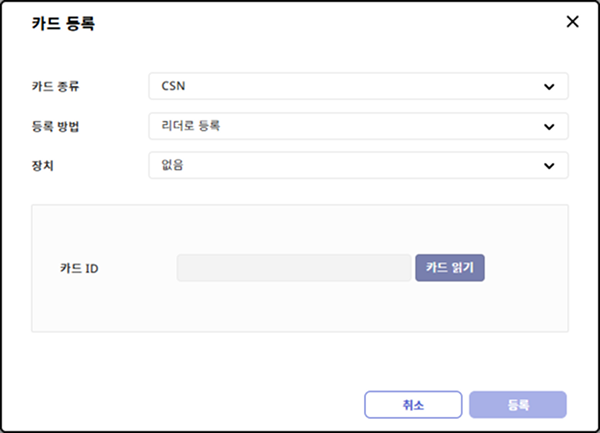 카드 등록
카드 종류 CSN
등록 방법 리더로 등록
장치 없음
카드 ID 카드 읽기
취소 등록